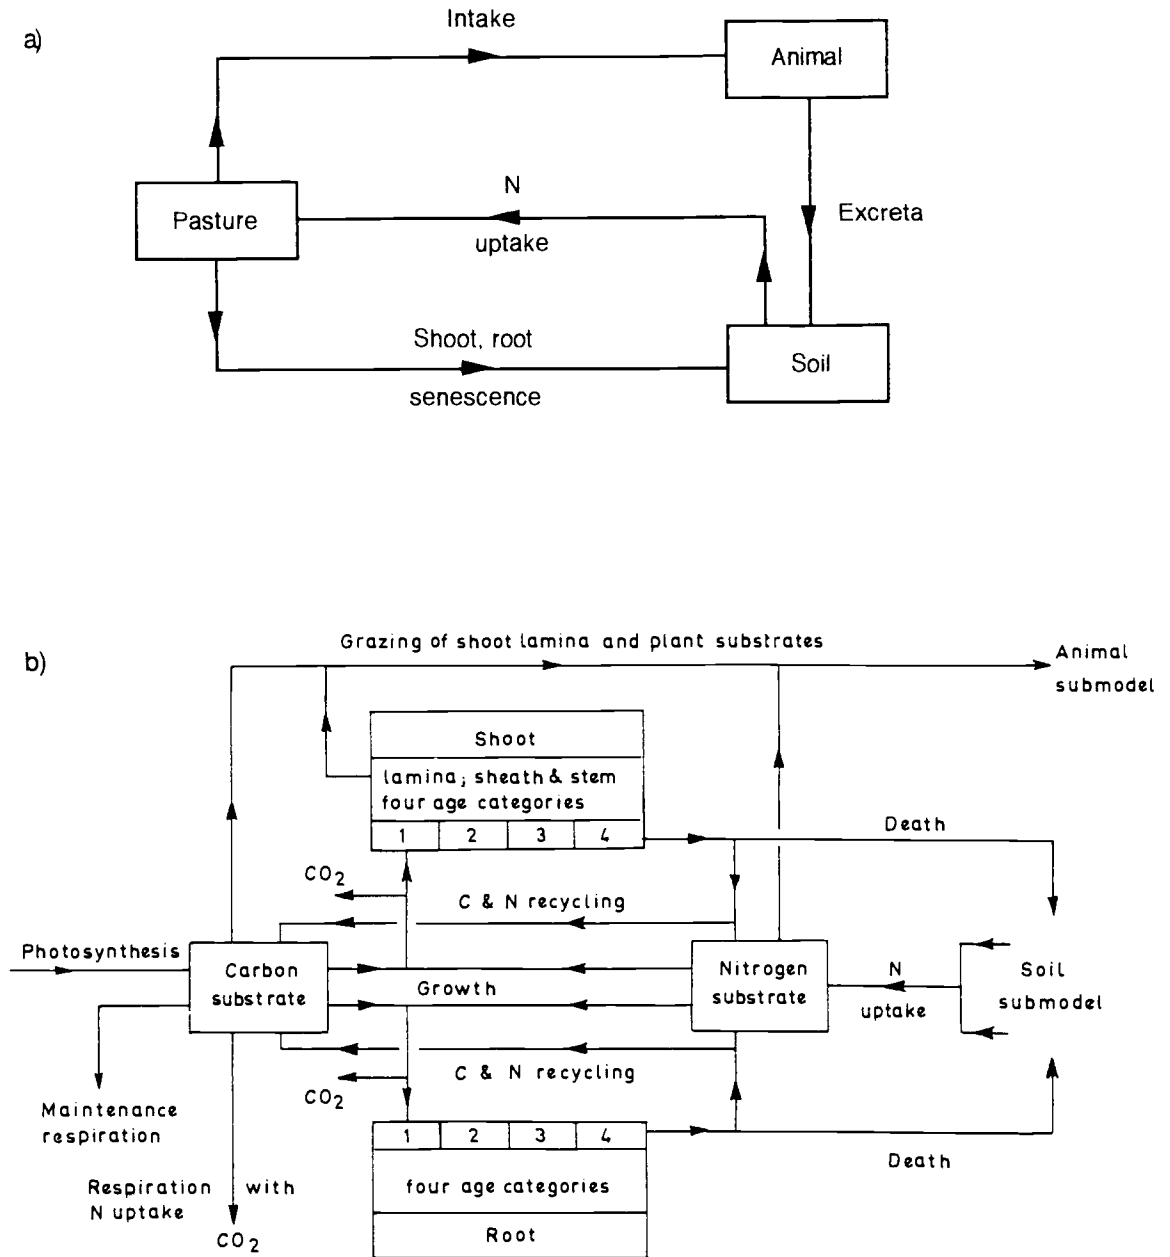 a)
Intake
Animal
N
Pasture
Excreta
uptake
Shoot, root
Soil
senescence
b)
Grazing of shoot lamina and plant substrates
Animal
submodel
Shoot
lamina; sheath & stem
four age categories
1 2 3 4
Death
CO2
C & N recycling
Photosynthesis
Carbon
substrate
Growth
Nitrogen
substrate
N
uptake
Soil
submodel
C & N recycling
CO2
Maintenance
respiration
1 2 3 4
Death
Respiration with
N uptake
four age categories
CO2
Root